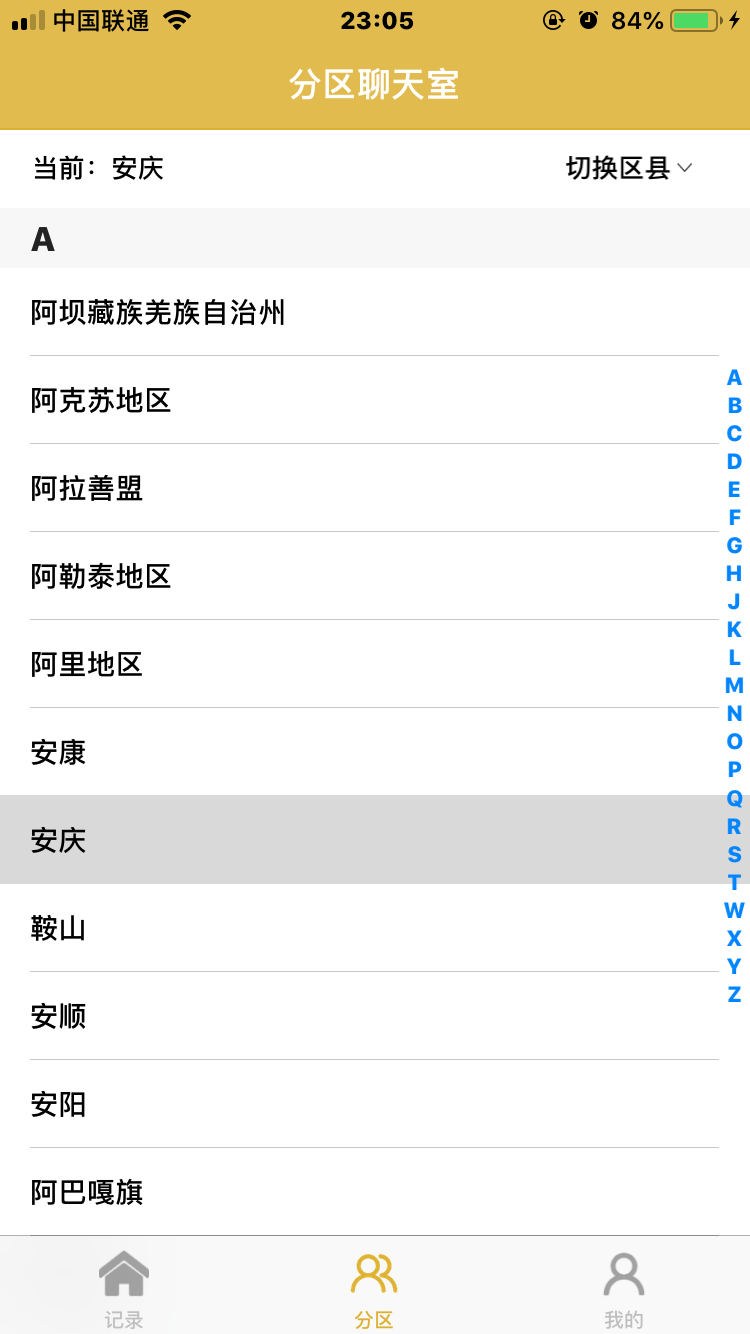 中国联通 23:05 84%
分区聊天室
当前：安庆 切换区县
A
阿坝藏族羌族自治州
阿克苏地区
阿拉善盟
阿勒泰地区
阿里地区
安康
安庆
鞍山
安顺
安阳
阿巴嘎旗
A
B
C
D
E
F
G
H
J
K
L
M
N
O
P
Q
R
S
T
W
X
Y
Z
记录 分区 我的